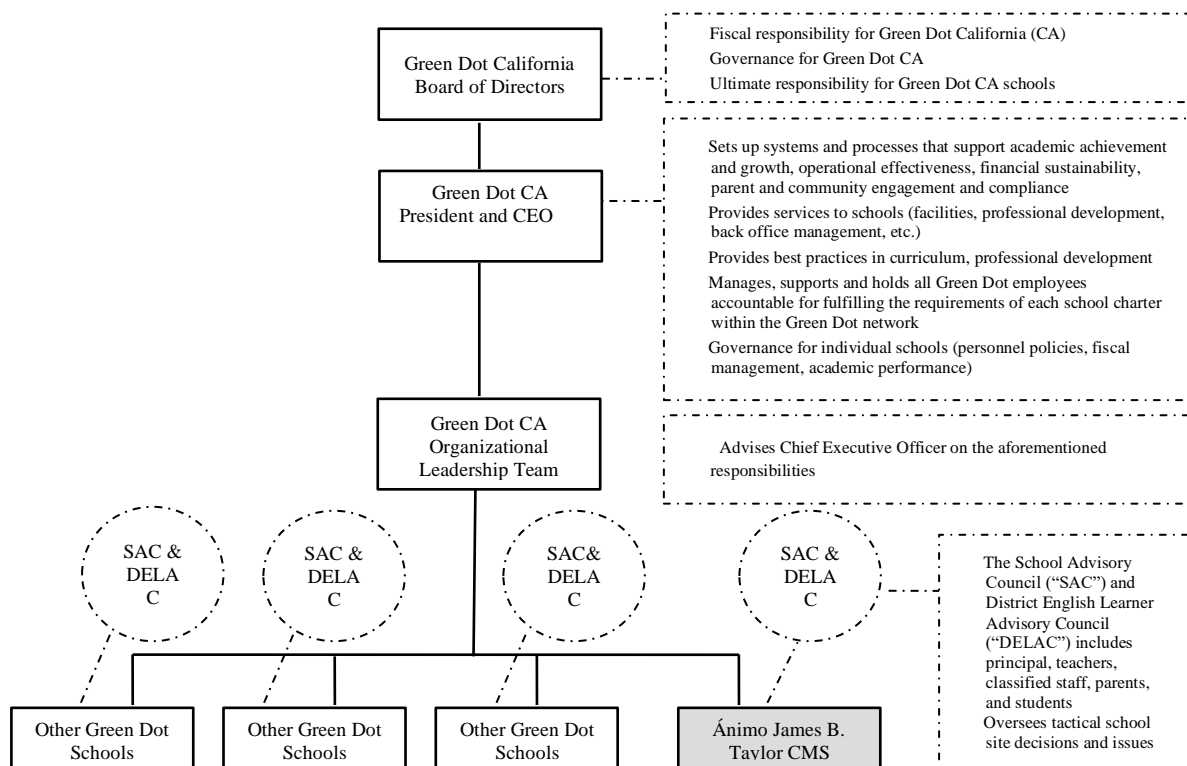 Green Dot California
Board of Directors
Fiscal responsibility for Green Dot California (CA)
Governance for Green Dot CA
Ultimate responsibility for Green Dot CA schools
Green Dot CA
President and CEO
Sets up systems and processes that support academic achievement
and growth, operational effectiveness, financial sustainability,
parent and community engagement and compliance
Provides services to schools (facilities, professional development,
back office management, etc.)
Provides best practices in curriculum, professional development
Manages, supports and holds all Green Dot employees
accountable for fulfilling the requirements of each school charter
within the Green Dot network
Governance for individual schools (personnel policies, fiscal
management, academic performance)
Green Dot CA
Organizational
Leadership Team
Advises Chief Executive Officer on the aforementioned
responsibilities
SAC &
DELA
C
SAC &
DELA
C
SAC&
DELA
C
SAC &
DELA
C
The School Advisory
Council (“SAC”) and
District English Learner
Advisory Council
(“DELAC”) includes
principal, teachers,
classified staff, parents,
and students
Oversees tactical school
site decisions and issues
Other Green Dot
Schools
Other Green Dot
Schools
Other Green Dot
Schools
Ánimo James B.
Taylor CMS